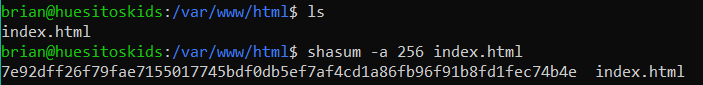 brian@huesitoskids:/var/www/html$ ls
index.html
brian@huesitoskids:/var/www/html$ shasum -a 256 index.html
7e92dff26f79fae7155017745bdf0db5ef7af4cd1a86fb96f91b8fd1fec74b4e  index.html